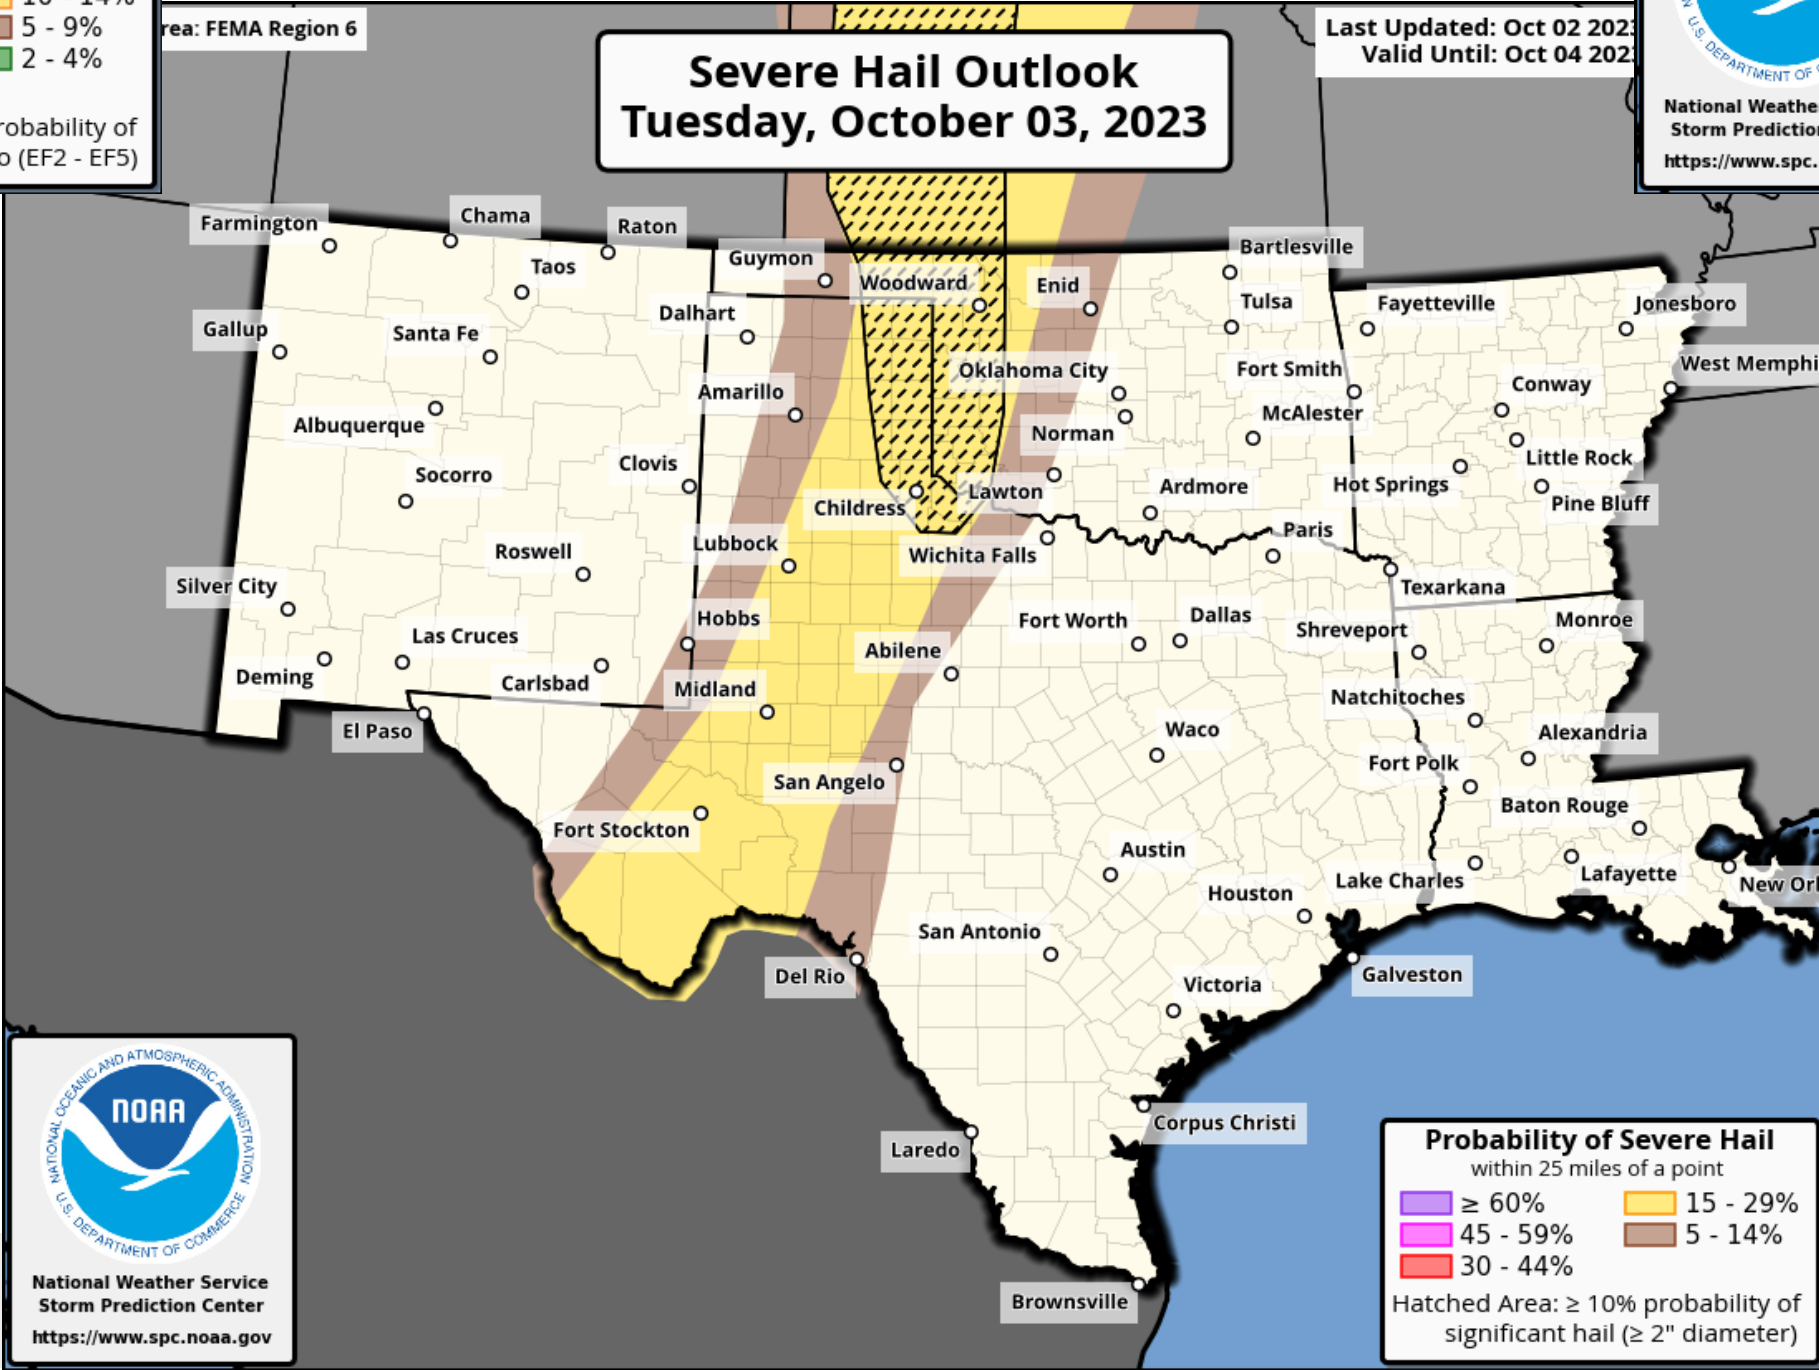 5 - 9%
2 - 4%
robability of
o (EF2 - EF5)
rea: FEMA Region 6
Severe Hail Outlook
Tuesday, October 03, 2023
Last Updated: Oct 02 202
Valid Until: Oct 04 202
U.S. DEPARTMENT OF
National Weathe
Storm Prediction
https://www.spc.
Farmington
Chama
Raton
Taos
Guymon
Woodward
Enid
Bartlesville
Tulsa
Fayetteville
Jonesboro
Gallup
Santa Fe
Dalhart
Amarillo
Oklahoma City
Fort Smith
West Memphi
Conway
Albuquerque
McAlester
Norman
Socorro
Clovis
Little Rock
Childress
Lawton
Ardmore
Hot Springs
Pine Bluff
Roswell
Lubbock
Wichita Falls
Paris
Silver City
Texarkana
Hobbs
Fort Worth
Dallas
Shreveport
Monroe
Las Cruces
Abilene
Deming
Carlsbad
Midland
Natchitoches
El Paso
Waco
Alexandria
San Angelo
Fort Polk
Fort Stockton
Baton Rouge
Austin
Houston
Lake Charles
Lafayette
New Orl
San Antonio
Del Rio
Victoria
Galveston
Corpus Christi
Laredo
Brownsville
NATIONAL OCEANIC AND ATMOSPHERIC ADMINISTRATION
NOAA
U.S. DEPARTMENT OF COMMERCE
National Weather Service
Storm Prediction Center
https://www.spc.noaa.gov
Probability of Severe Hail
within 25 miles of a point
≥ 60% 15 - 29%
45 - 59% 5 - 14%
30 - 44%
Hatched Area: ≥ 10% probability of
significant hail (≥ 2" diameter)